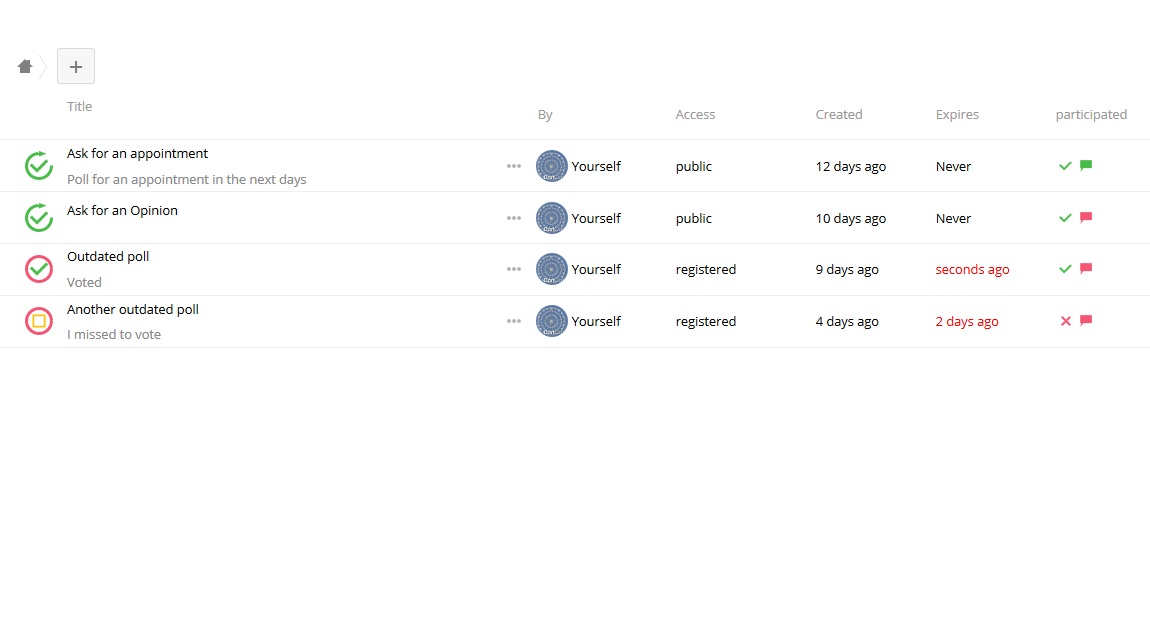 Title
By Access Created Expires participated
Ask for an appointment
Poll for an appointment in the next days
Yourself public 12 days ago Never
Ask for an Opinion
Yourself public 10 days ago Never
Outdated poll
Voted
Yourself registered 9 days ago seconds ago
Another outdated poll
I missed to vote
Yourself registered 4 days ago 2 days ago